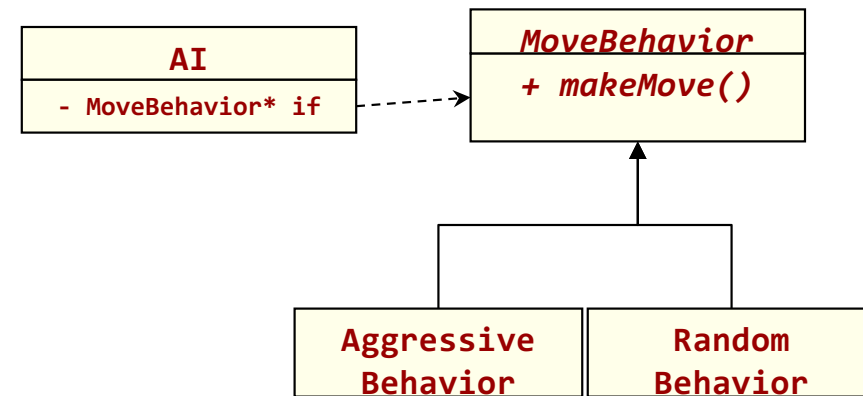 AI
- MoveBehavior* if
MoveBehavior
+ makeMove()
Aggressive
Behavior
Random
Behavior